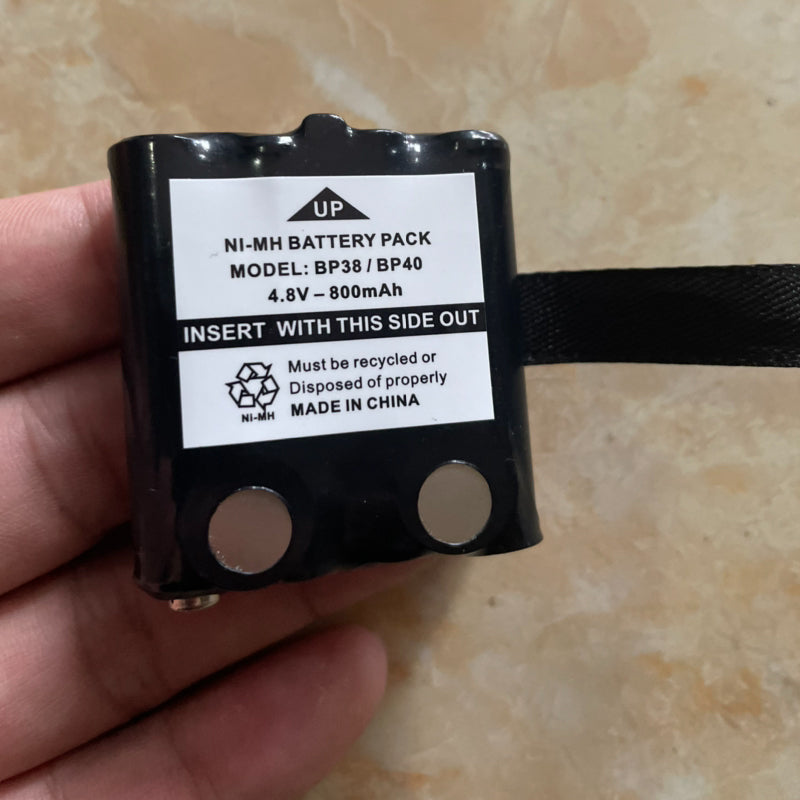 UP
NI-MH BATTERY PACK
MODEL: BP38 / BP40
4.8V – 800mAh
INSERT WITH THIS SIDE OUT
Must be recycled or
Disposed of properly
MADE IN CHINA
NI-MH